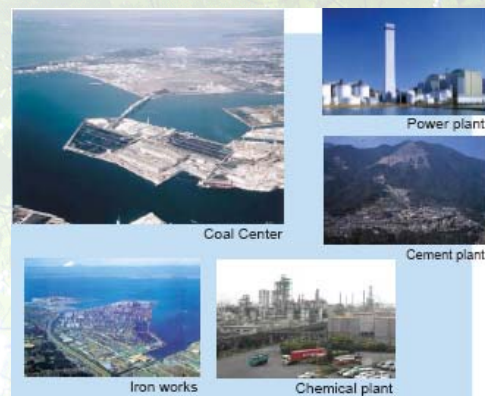 Coal Center
Power plant
Cement plant
Iron works
Chemical plant